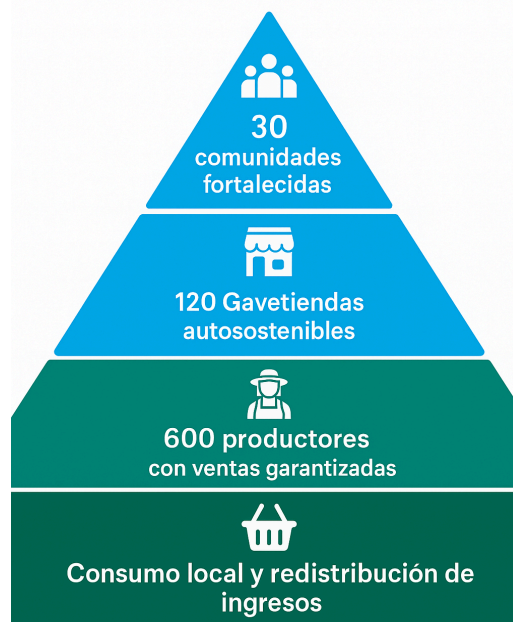 30
comunidades
fortalecidas
120 Gavetiendas
autosostenibles
600 productores
con ventas garantizadas
Consumo local y redistribución de
ingresos